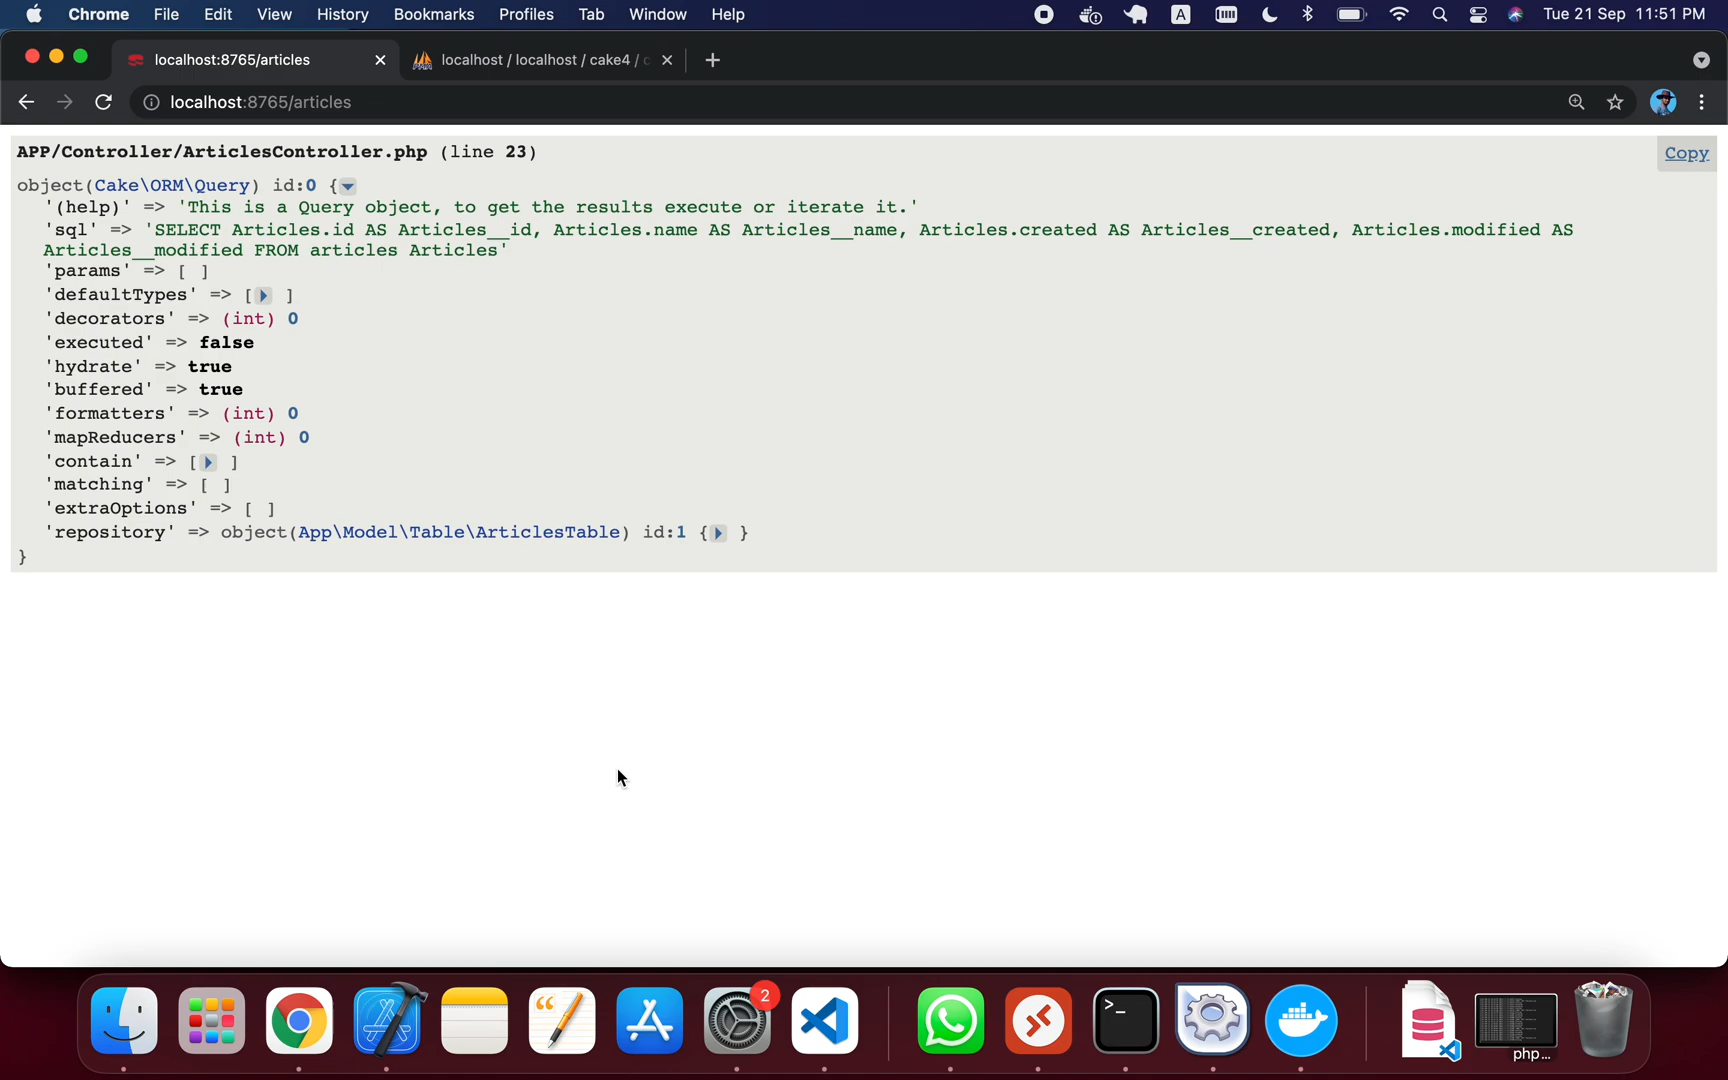 Chrome File Edit View History Bookmarks Profiles Tab Window Help A Tue 21 Sep 11:51 PM
localhost:8765/articles localhost / localhost / cake4 /
localhost:8765/articles
APP/Controller/ArticlesController.php (line 23)
Copy
object(Cake\ORM\Query) id:0 {
'(help)' => 'This is a Query object, to get the results execute or iterate it.'
'sql' => 'SELECT Articles.id AS Articles__id, Articles.name AS Articles__name, Articles.created AS Articles__created, Articles.modified AS
Articles__modified FROM articles Articles'
'params' => [ ]
'defaultTypes' => [ ]
'decorators' => (int) 0
'executed' => false
'hydrate' => true
'buffered' => true
'formatters' => (int) 0
'mapReducers' => (int) 0
'contain' => [ ]
'matching' => [ ]
'extraOptions' => [ ]
'repository' => object(App\Model\Table\ArticlesTable) id:1 { }
}
2
>_
php...